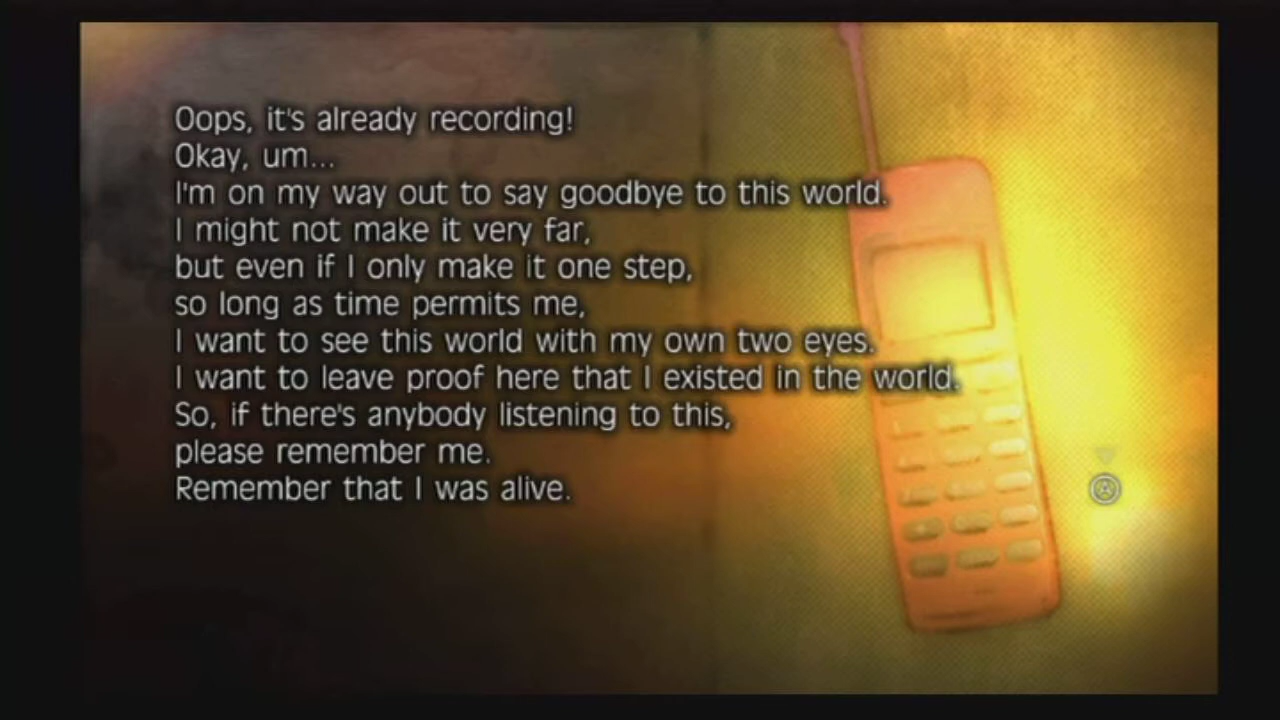 Oops, it's already recording!
Okay, um...
I'm on my way out to say goodbye to this world.
I might not make it very far,
but even if I only make it one step,
so long as time permits me,
I want to see this world with my own two eyes.
I want to leave proof here that I existed in the world.
So, if there's anybody listening to this,
please remember me.
Remember that I was alive.
A